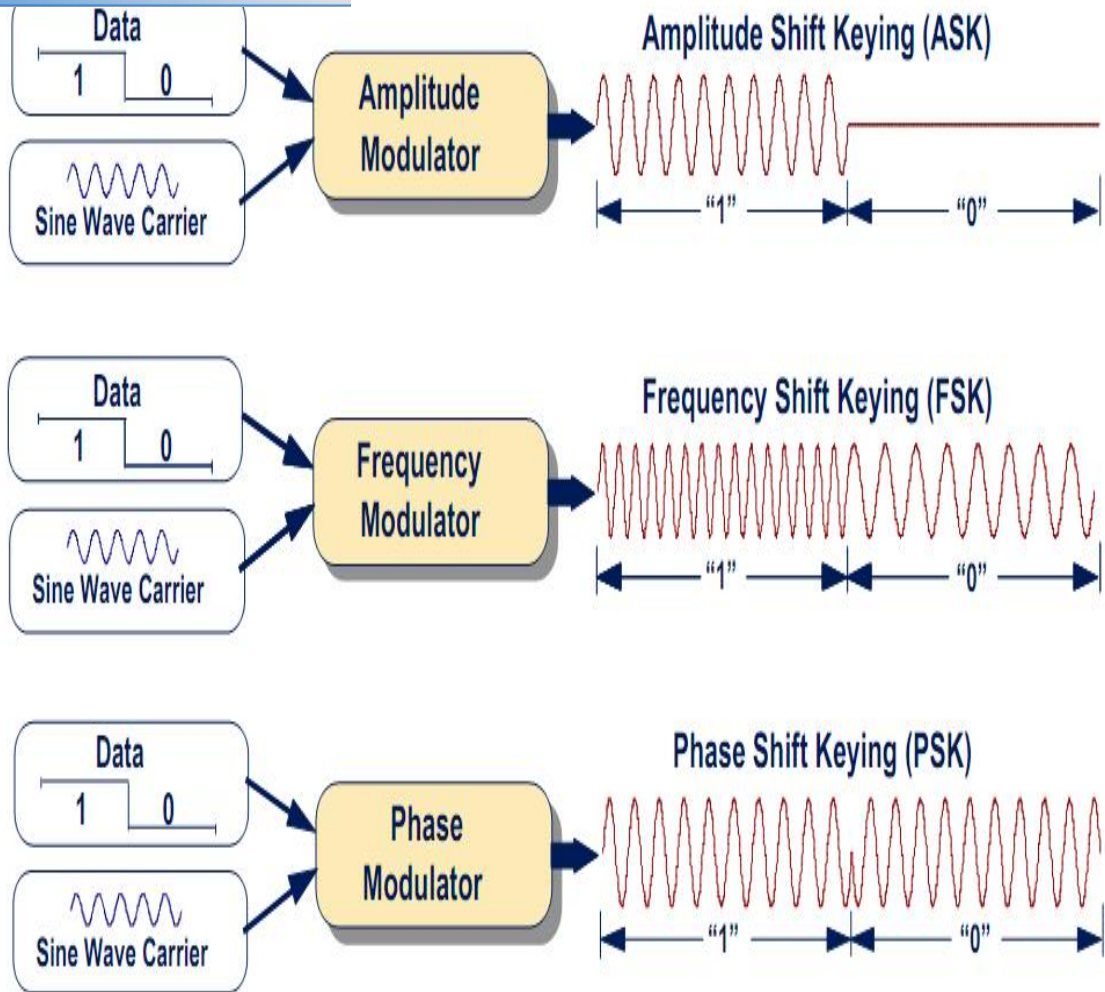 Data
1 0
Sine Wave Carrier
Amplitude
Modulator
Amplitude Shift Keying (ASK)
“1” “0”
Data
1 0
Sine Wave Carrier
Frequency
Modulator
Frequency Shift Keying (FSK)
“1” “0”
Data
1 0
Sine Wave Carrier
Phase
Modulator
Phase Shift Keying (PSK)
“1” “0”